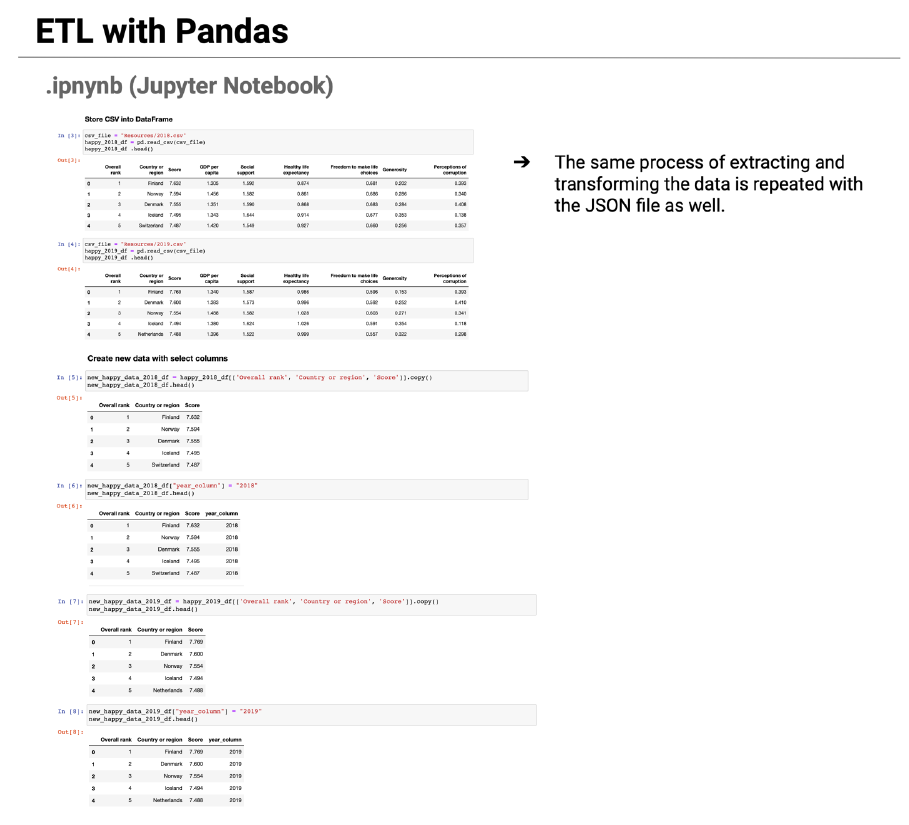 ETL with Pandas
.ipnynb (Jupyter Notebook)
Store CSV into DataFrame
In [3]: csv_file = "Resources/2018.csv"
happy_2018_df = pd.read_csv(csv_file)
happy_2018_df .head()
Out[3]:
Overall rank Country or region Score GDP per capita Social support Healthy life expectancy Freedom to make life choices Generosity Perceptions of corruption
0 1 Finland 7.632 1.305 1.592 0.874 0.681 0.202 0.393
1 2 Norway 7.594 1.456 1.582 0.861 0.686 0.286 0.340
2 3 Denmark 7.555 1.351 1.590 0.868 0.683 0.284 0.408
3 4 Iceland 7.495 1.343 1.644 0.914 0.677 0.353 0.138
4 5 Switzerland 7.487 1.420 1.549 0.927 0.660 0.256 0.357
In [4]: csv_file = "Resources/2019.csv"
happy_2019_df = pd.read_csv(csv_file)
happy_2019_df .head()
Out[4]:
Overall rank Country or region Score GDP per capita Social support Healthy life expectancy Freedom to make life choices Generosity Perceptions of corruption
0 1 Finland 7.769 1.340 1.587 0.986 0.596 0.153 0.393
1 2 Denmark 7.600 1.383 1.573 0.996 0.592 0.252 0.410
2 3 Norway 7.554 1.488 1.582 1.028 0.603 0.271 0.341
3 4 Iceland 7.494 1.380 1.624 1.026 0.591 0.354 0.118
4 5 Netherlands 7.488 1.396 1.522 0.999 0.557 0.322 0.298
Create new data with select columns
In [5]: new_happy_data_2018_df = happy_2018_df[['Overall rank', 'Country or region', 'Score']].copy()
new_happy_data_2018_df.head()
Out[5]:
Overall rank Country or region Score
0 1 Finland 7.632
1 2 Norway 7.594
2 3 Denmark 7.555
3 4 Iceland 7.495
4 5 Switzerland 7.487
In [6]: new_happy_data_2018_df["year_column"] = "2018"
new_happy_data_2018_df.head()
Out[6]:
Overall rank Country or region Score year_column
0 1 Finland 7.632 2018
1 2 Norway 7.594 2018
2 3 Denmark 7.555 2018
3 4 Iceland 7.495 2018
4 5 Switzerland 7.487 2018
In [7]: new_happy_data_2019_df = happy_2019_df[['Overall rank', 'Country or region', 'Score']].copy()
new_happy_data_2019_df.head()
Out[7]:
Overall rank Country or region Score
0 1 Finland 7.769
1 2 Denmark 7.600
2 3 Norway 7.554
3 4 Iceland 7.494
4 5 Netherlands 7.488
In [8]: new_happy_data_2019_df["year_column"] = "2019"
new_happy_data_2019_df.head()
Out[8]:
Overall rank Country or region Score year_column
0 1 Finland 7.769 2019
1 2 Denmark 7.600 2019
2 3 Norway 7.554 2019
3 4 Iceland 7.494 2019
4 5 Netherlands 7.488 2019
➔ The same process of extracting and
transforming the data is repeated with
the JSON file as well.